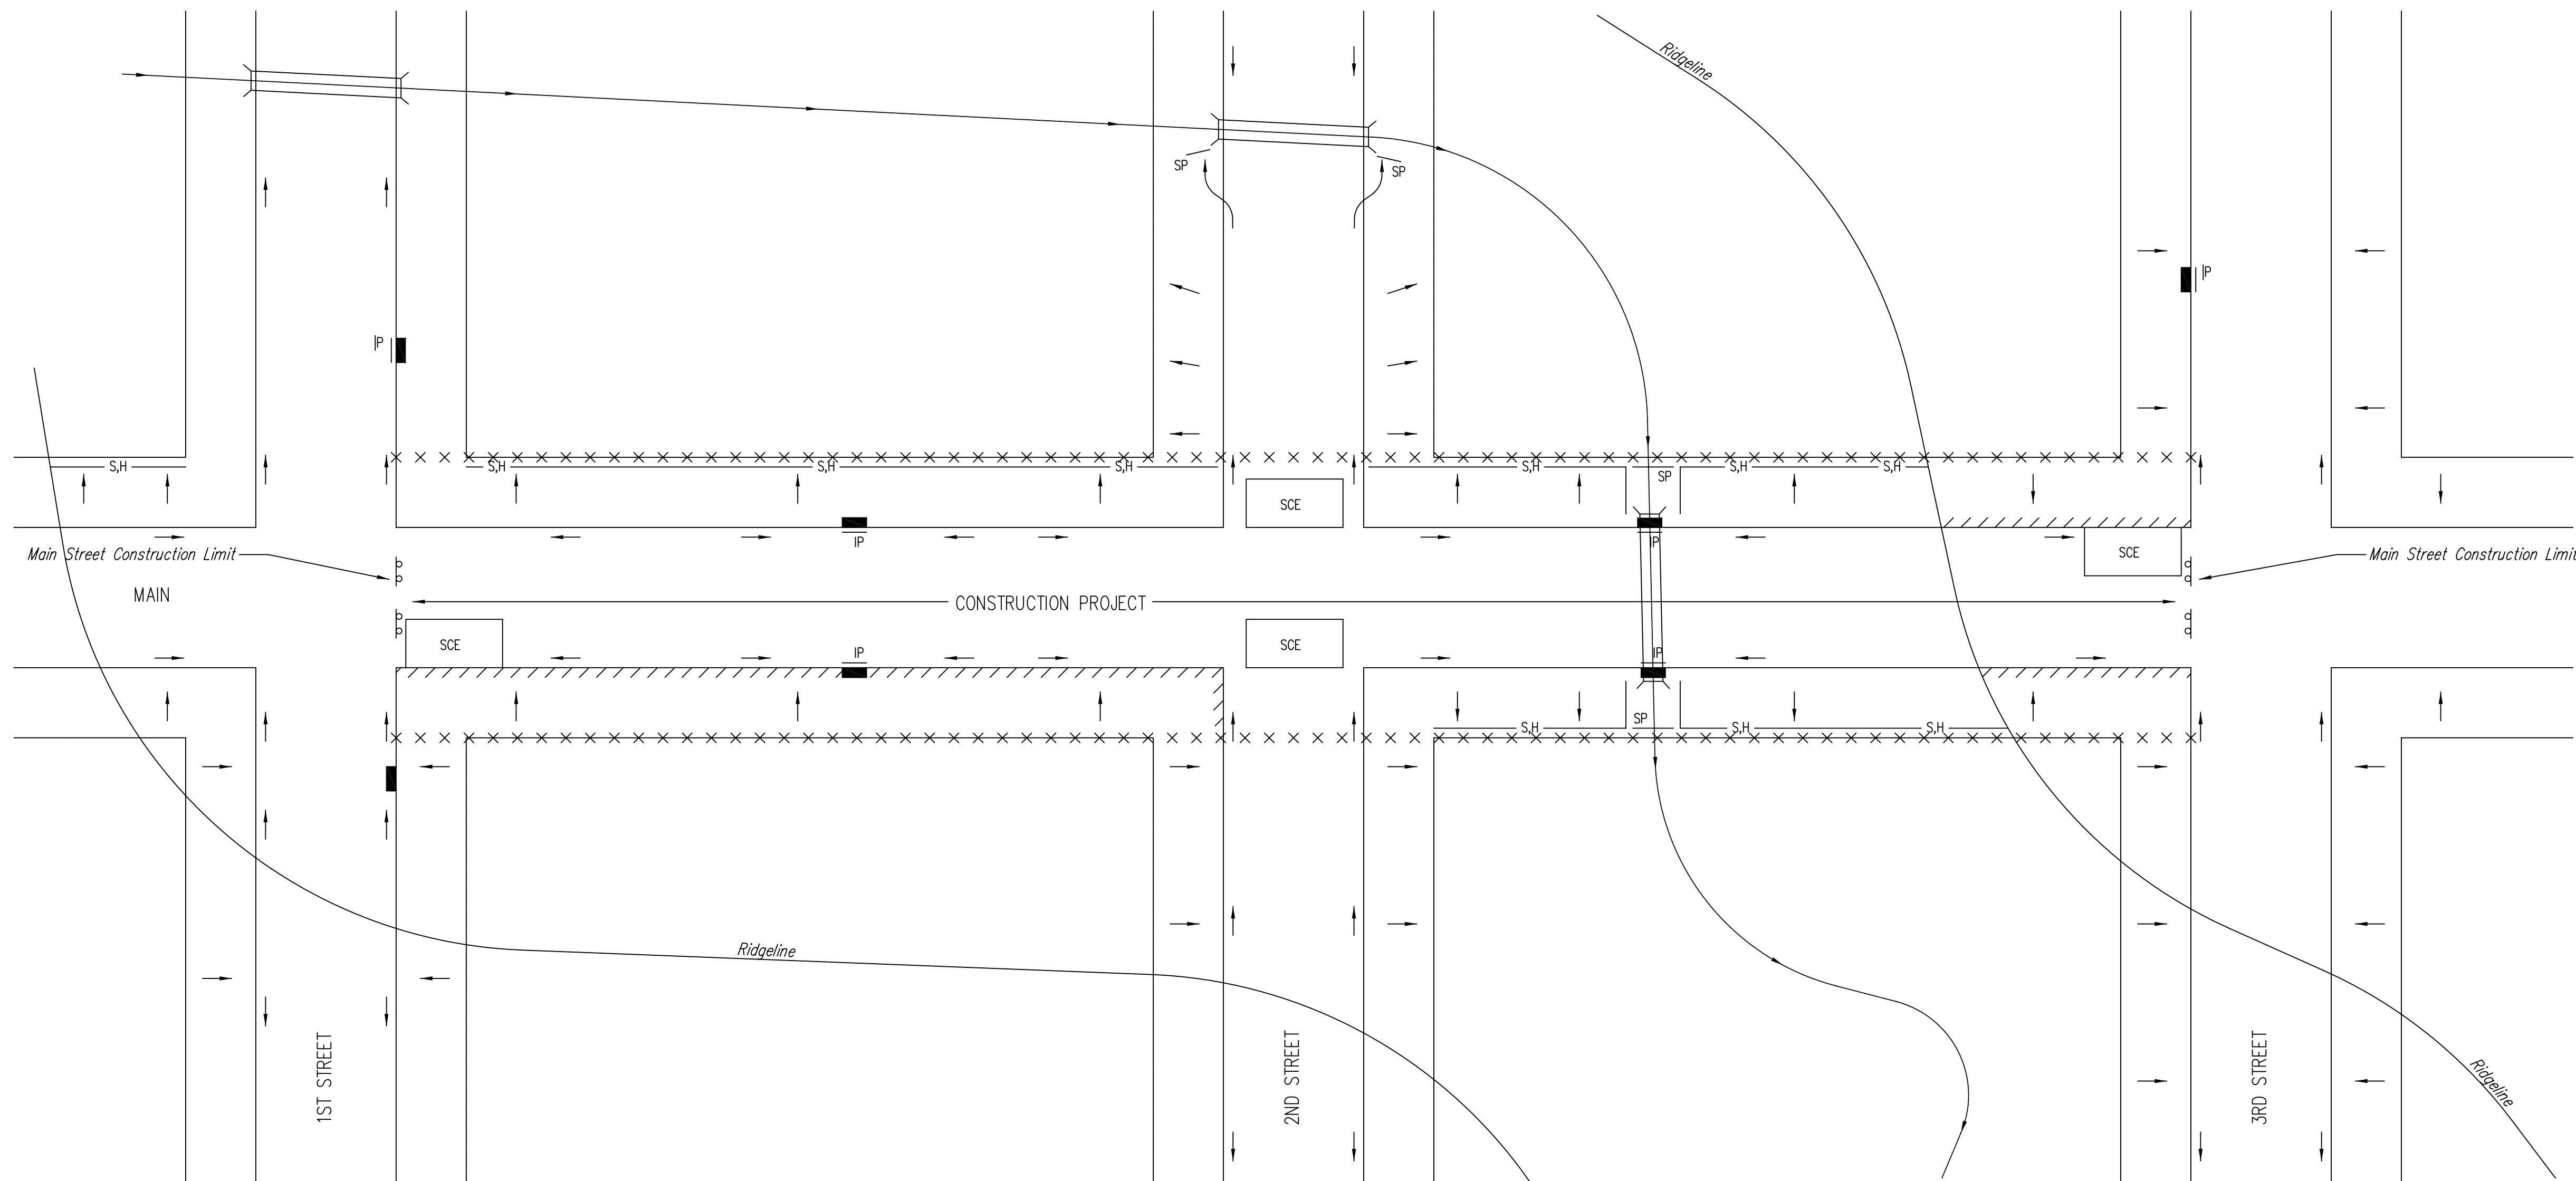 Ridgeline
SP
SP
IP
IP
S,H
S,H
S,H
S,H
S,H
S,H
S,H
SP
SCE
IP
IP
Main Street Construction Limit
SCE
Main Street Construction Limit
MAIN
CONSTRUCTION PROJECT
SCE
SCE
IP
IP
SP
S,H
S,H
S,H
Ridgeline
Ridgeline
1ST STREET
2ND STREET
3RD STREET